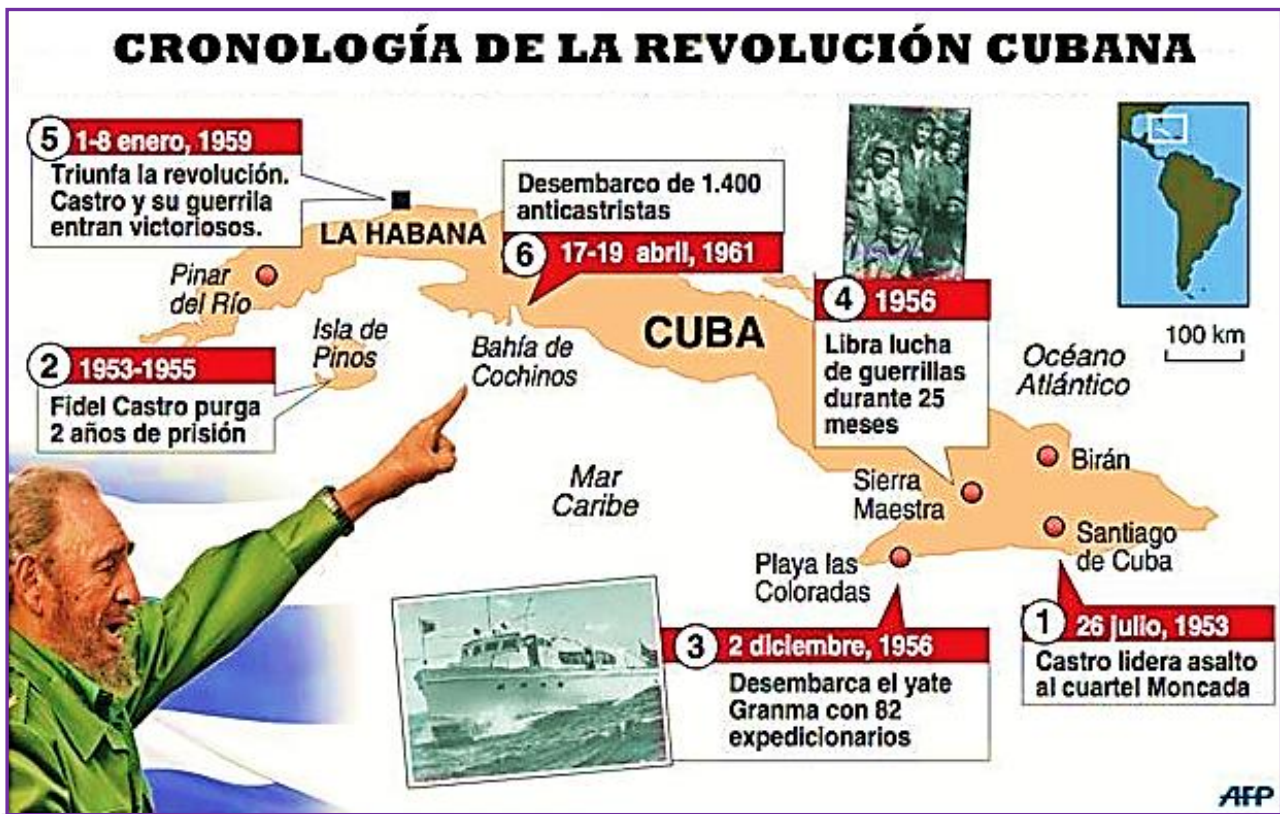 CRONOLOGÍA DE LA REVOLUCIÓN CUBANA
5 1-8 enero, 1959
Triunfa la revolución.
Castro y su guerrila
entran victoriosos.
LA HABANA
Pinar
del Río
Isla de
Pinos
2 1953-1955
Fidel Castro purga
2 años de prisión
Desembarco de 1.400
anticastristas
6 17-19 abril, 1961
Bahía de
Cochinos
CUBA
4 1956
Libra lucha
de guerrillas
durante 25
meses
100 km
Océano
Atlántico
Mar
Caribe
Birán
Sierra
Maestra
Santiago
de Cuba
Playa las
Coloradas
3 2 diciembre, 1956
Desembarca el yate
Granma con 82
expedicionarios
1 26 julio, 1953
Castro lidera asalto
al cuartel Moncada
AFP